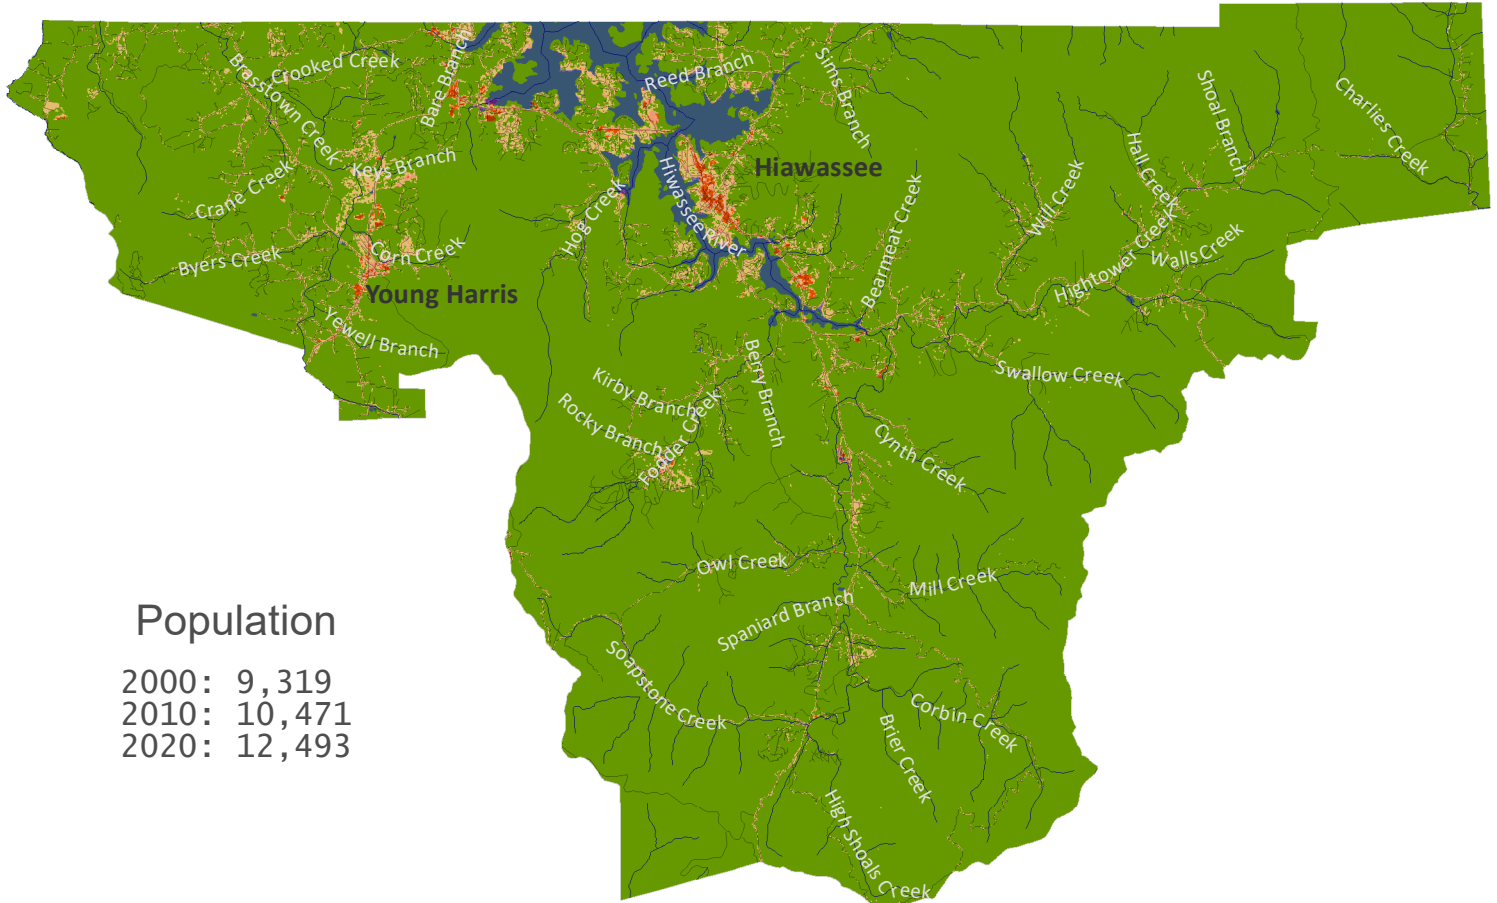 Crooked Creek
Brasstown Creek
Bare Branch
Reed Branch
Sims Branch
Shoal Branch
Charlies Creek
Keys Branch
Crane Creek
Hiawassee
Hall Creek
Hiwassee River
Hog Creek
Bearmeat Creek
Will Creek
Byers Creek
Corn Creek
Hightower Creek
Walls Creek
Young Harris
Yewell Branch
Berry Branch
Swallow Creek
Kirby Branch
Rocky Branch
Fodder Creek
Cynth Creek
Owl Creek
Mill Creek
Spaniard Branch
Soapstone Creek
Corbin Creek
Brier Creek
High Shoals Creek
Population
2000: 9,319
2010: 10,471
2020: 12,493